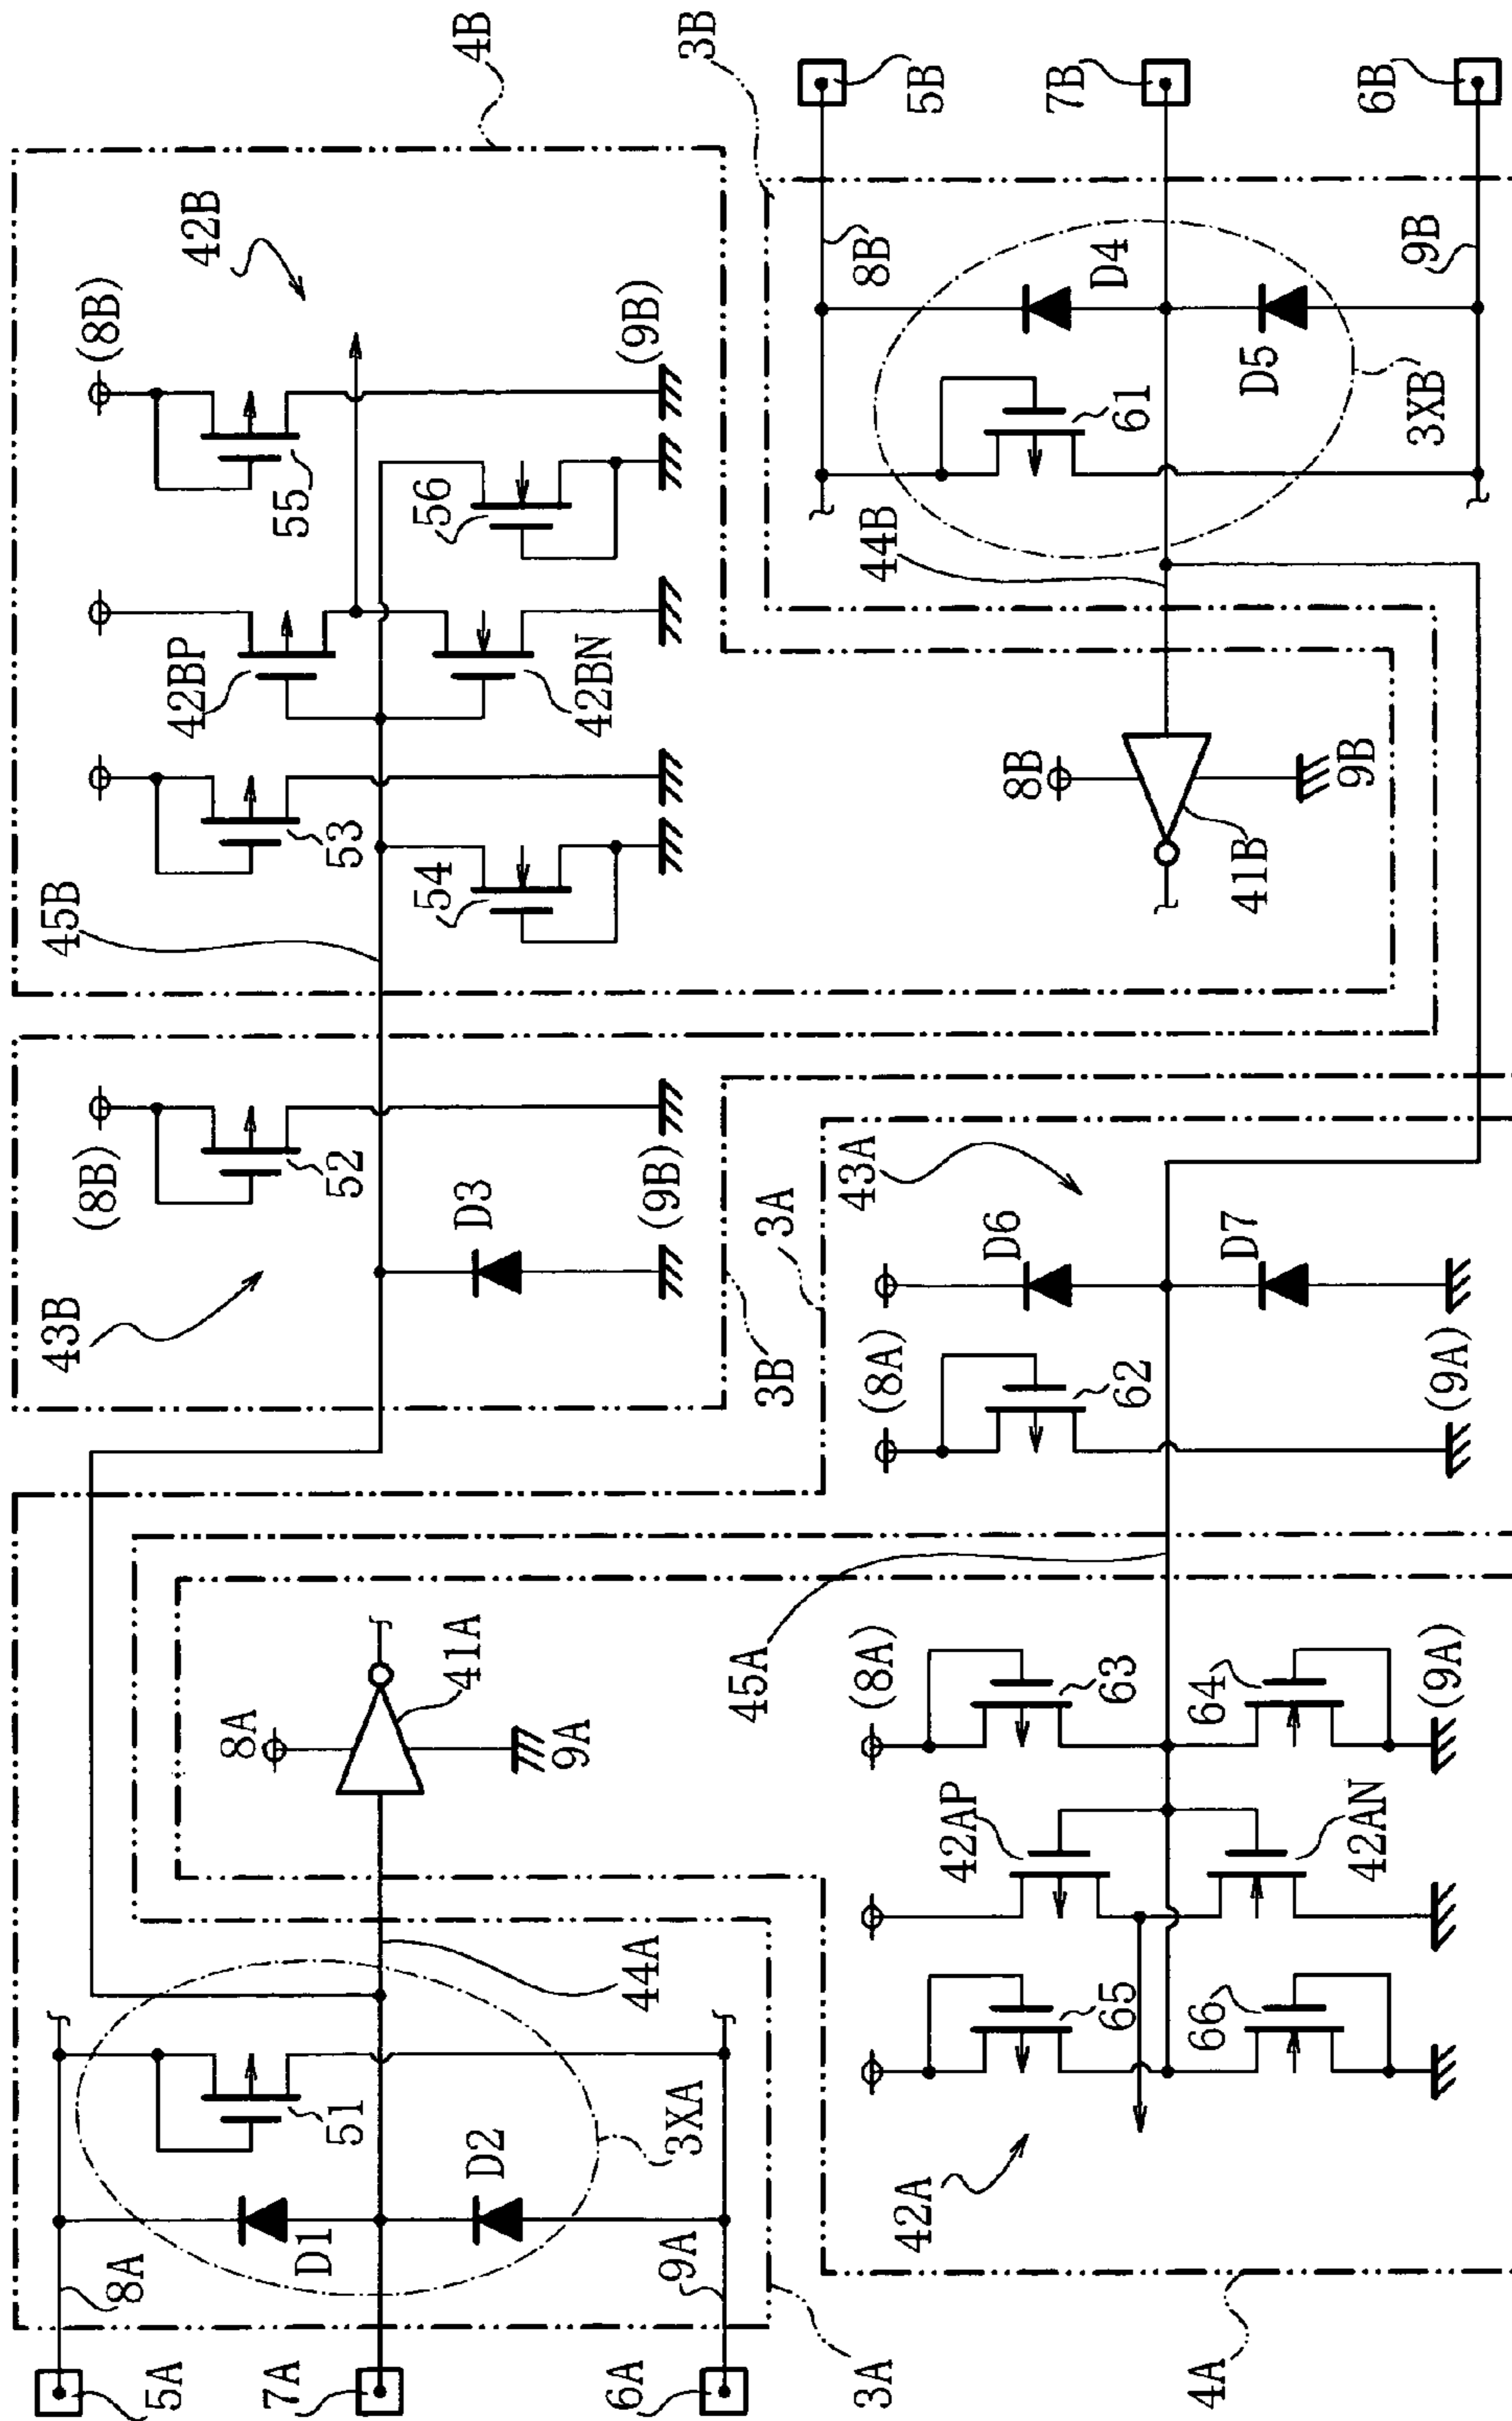 4B
3B
42B
(8B)
(9B)
55
56
42BP
42BN
53
54
45B
(8B)
52
D3
(9B)
43B
3B
5B
7B
6B
8B
D4
9B
61
D5
3XB
44B
8B
9B
41B
3A
43A
D6
D7
(8A)
62
(9A)
41A
8A
9A
45A
(8A)
63
64
(9A)
42AP
42AN
65
66
42A
44A
51
3XA
D2
D1
8A
9A
5A
7A
6A
3A
4A